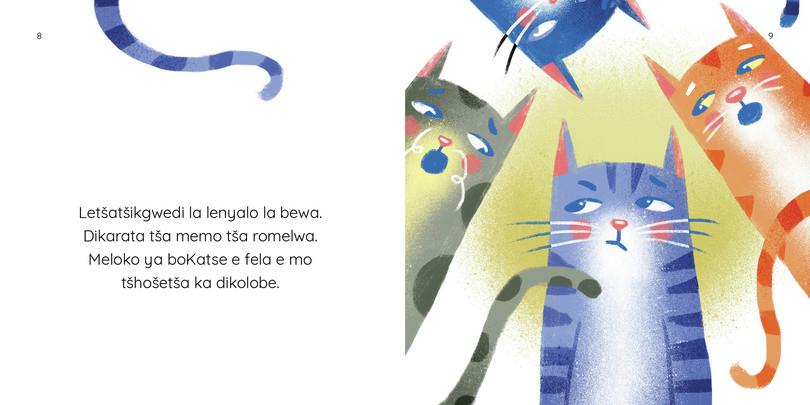 8
Letšatšikgwedi la lenyalo la bewa.
Dikarata tša memo tša romelwa.
Meloko ya boKatse e fela e mo
tšhošetša ka dikolobe.
9